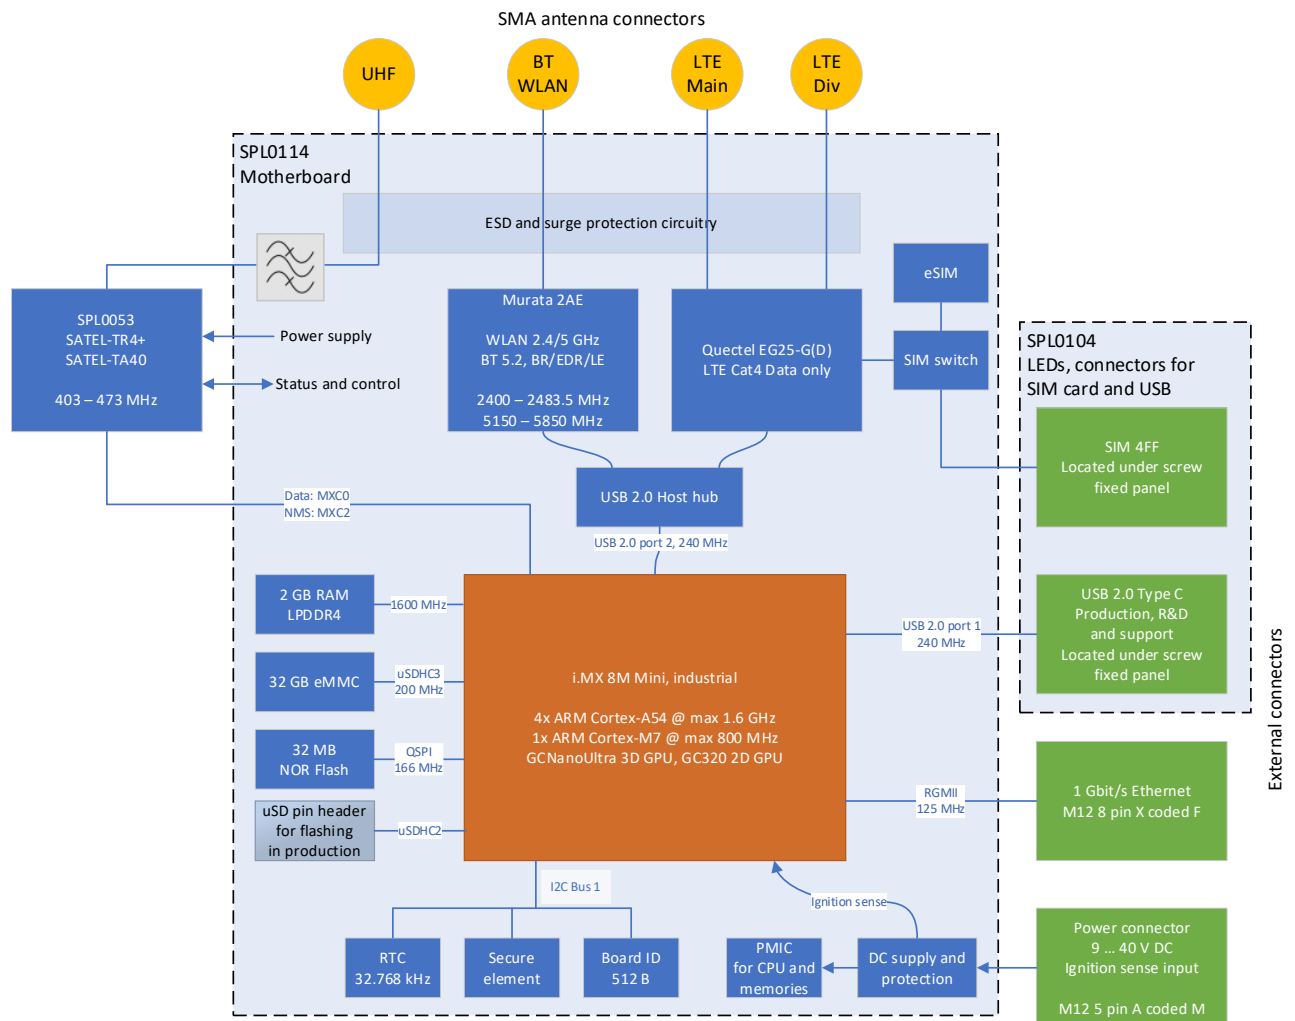 SMA antenna connectors
UHF
BT
WLAN
LTE
Main
LTE
Div
SPL0114
Motherboard
ESD and surge protection circuitry
eSIM
SPL0053
SATEL-TR4+
SATEL-TA40
403 – 473 MHz
Power supply
Status and control
Murata 2AE
WLAN 2.4/5 GHz
BT 5.2, BR/EDR/LE
2400 – 2483.5 MHz
5150 – 5850 MHz
Quectel EG25-G(D)
LTE Cat4 Data only
SIM switch
SPL0104
LEDs, connectors for
SIM card and USB
SIM 4FF
Located under screw
fixed panel
USB 2.0 Host hub
Data: MXC0
NMS: MXC2
USB 2.0 port 2, 240 MHz
2 GB RAM
LPDDR4
1600 MHz
32 GB eMMC
uSDHC3
200 MHz
32 MB
NOR Flash
QSPI
166 MHz
uSD pin header
for flashing
in production
uSDHC2
i.MX 8M Mini, industrial
4x ARM Cortex-A54 @ max 1.6 GHz
1x ARM Cortex-M7 @ max 800 MHz
GCNanoUltra 3D GPU, GC320 2D GPU
USB 2.0 port 1
240 MHz
USB 2.0 Type C
Production, R&D
and support
Located under screw
fixed panel
External connectors
RGMII
125 MHz
1 Gbit/s Ethernet
M12 8 pin X coded F
I2C Bus 1
Ignition sense
RTC
32.768 kHz
Secure
element
Board ID
512 B
PMIC
for CPU and
memories
DC supply and
protection
Power connector
9 ... 40 V DC
Ignition sense input
M12 5 pin A coded M